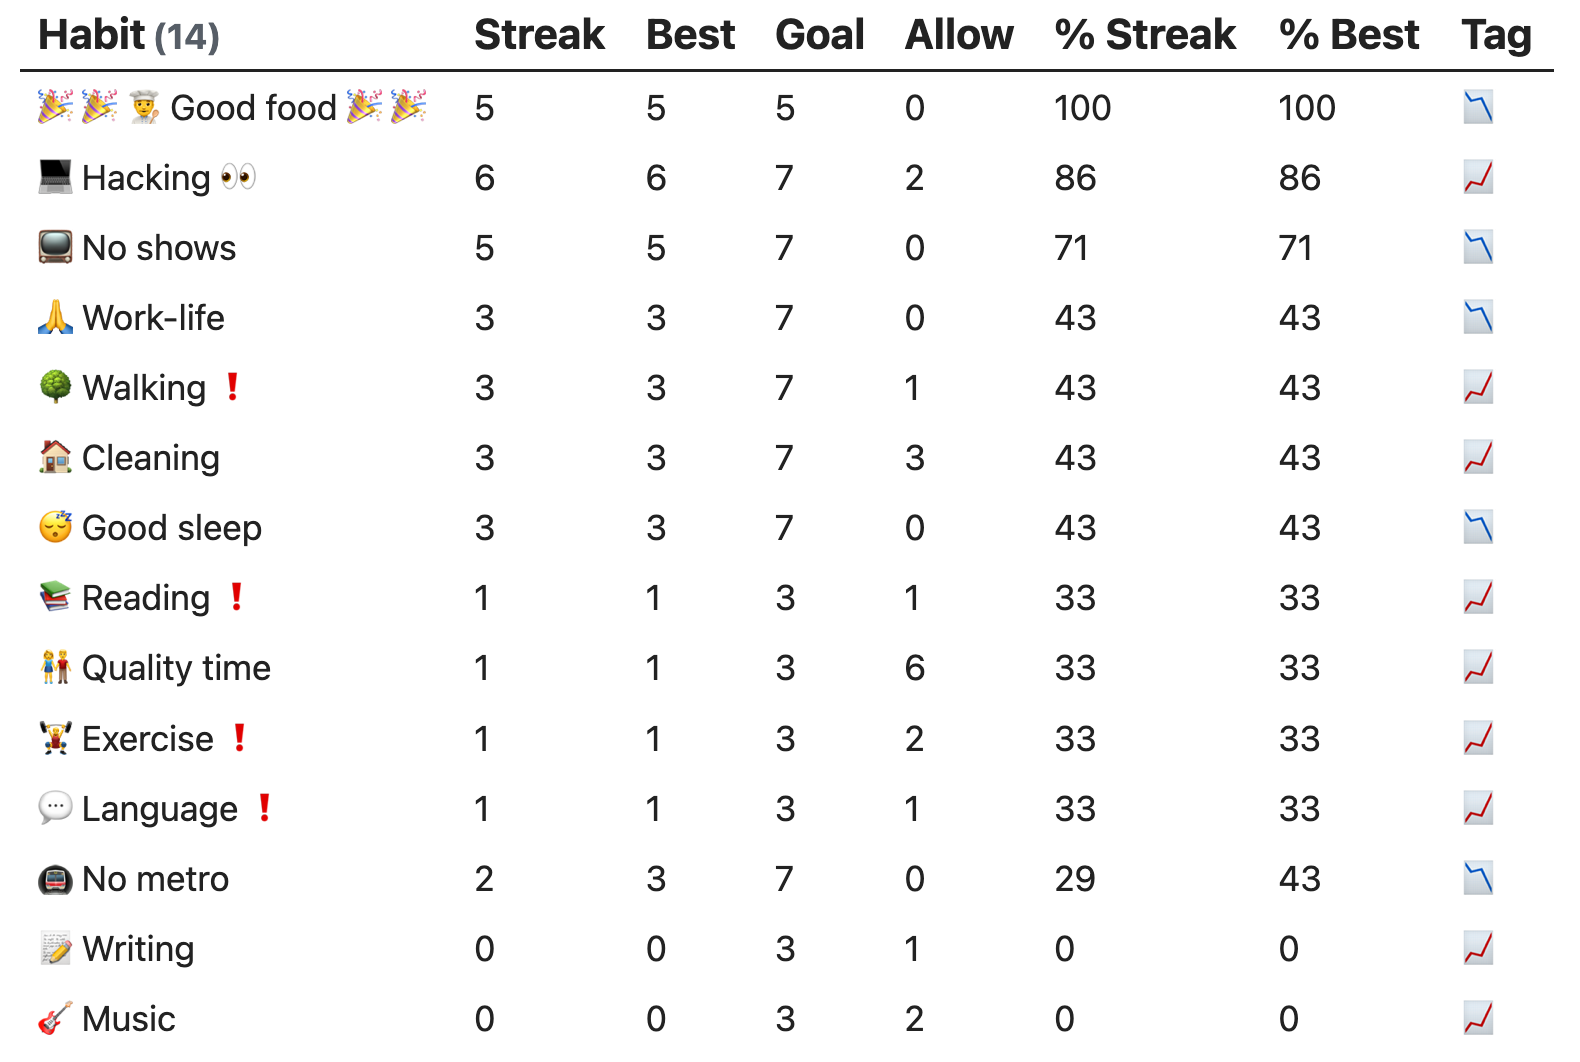 Habit (14) Streak Best Goal Allow % Streak % Best Tag
🎉 🎉 👨‍🍳 Good food 🎉 🎉 5 5 5 0 100 100 📉
💻 Hacking 👀 6 6 7 2 86 86 📈
📺 No shows 5 5 7 0 71 71 📉
🙏 Work-life 3 3 7 0 43 43 📉
🌳 Walking ❗ 3 3 7 1 43 43 📈
🏠 Cleaning 3 3 7 3 43 43 📈
😴 Good sleep 3 3 7 0 43 43 📉
📚 Reading ❗ 1 1 3 1 33 33 📈
👫 Quality time 1 1 3 6 33 33 📈
🏋️ Exercise ❗ 1 1 3 2 33 33 📈
💬 Language ❗ 1 1 3 1 33 33 📈
🚇 No metro 2 3 7 0 29 43 📉
📝 Writing 0 0 3 1 0 0 📈
🎸 Music 0 0 3 2 0 0 📈